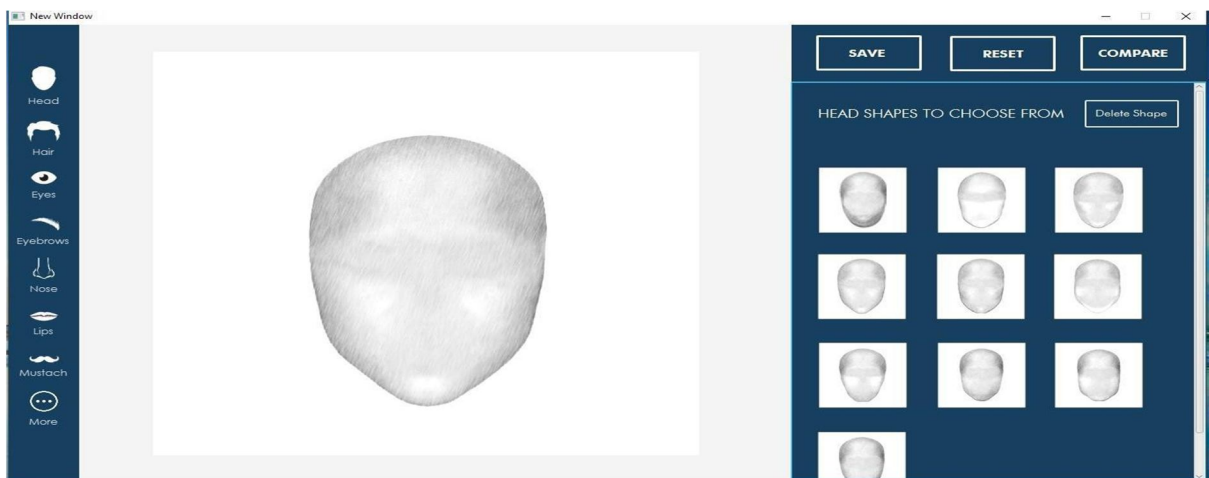 New Window
Head
Hair
Eyes
Eyebrows
Nose
Lips
Mustach
More
SAVE
RESET
COMPARE
HEAD SHAPES TO CHOOSE FROM
Delete Shape